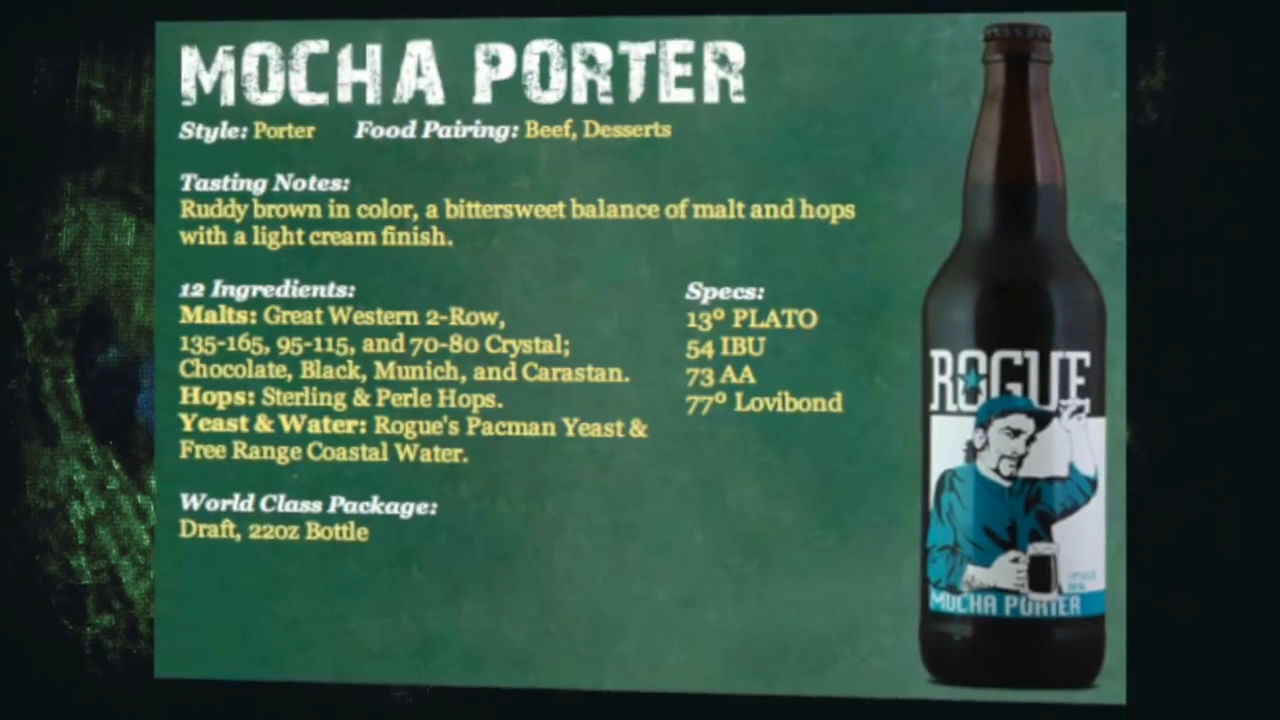 MOCHA PORTER
Style: Porter Food Pairing: Beef, Desserts
Tasting Notes:
Ruddy brown in color, a bittersweet balance of malt and hops
with a light cream finish.
12 Ingredients:
Malts: Great Western 2-Row,
135-165, 95-115, and 70-80 Crystal;
Chocolate, Black, Munich, and Carastan.
Hops: Sterling & Perle Hops.
Yeast & Water: Rogue's Pacman Yeast &
Free Range Coastal Water.
World Class Package:
Draft, 22oz Bottle
Specs:
13º PLATO
54 IBU
73 AA
77º Lovibond
ROGUE
MOCHA PORTER